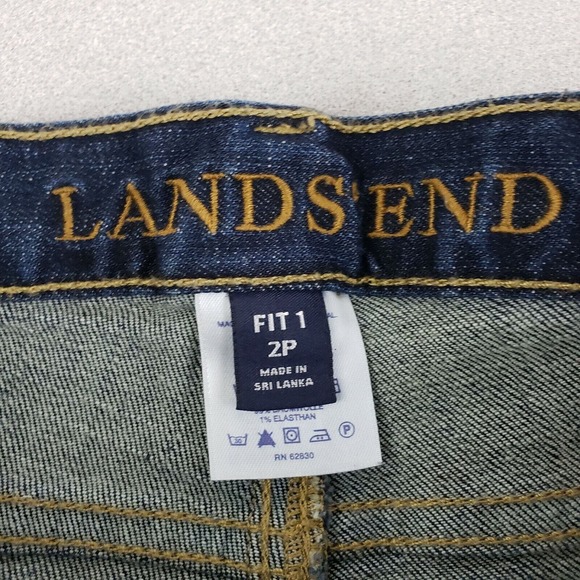 LANDS'END
FIT 1
2P
MADE IN
SRI LANKA
1% ELASTHAN
P
RN 62830